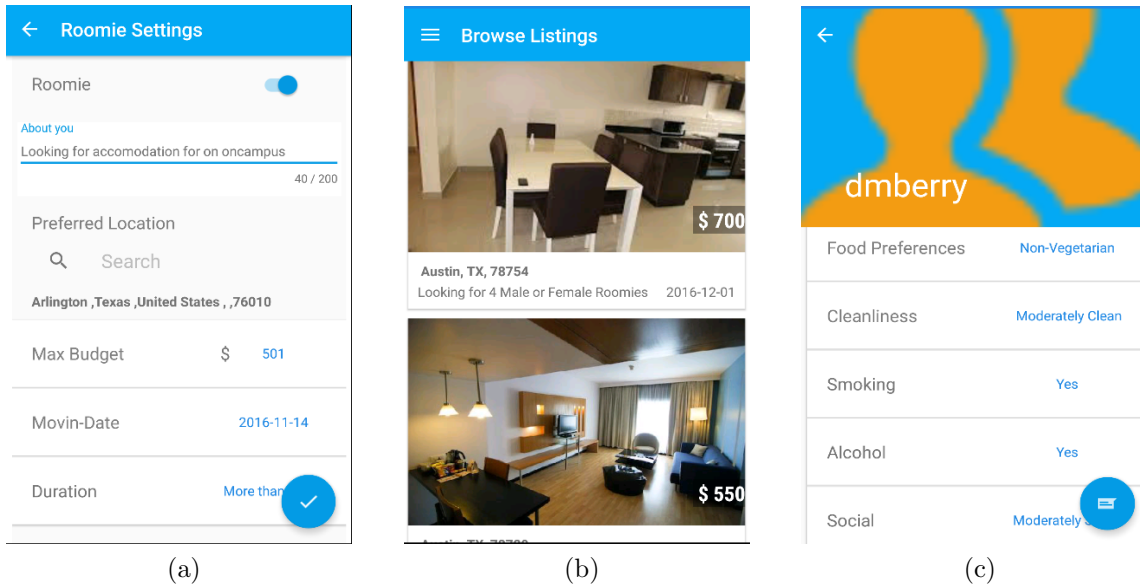 Roomie Settings
Roomie
About you
Looking for accomodation for on oncampus
40 / 200
Preferred Location
Search
Arlington ,Texas ,United States , ,76010
Max Budget $ 501
Movin-Date 2016-11-14
Duration More than
(a)
Browse Listings
$ 700
Austin, TX, 78754
Looking for 4 Male or Female Roomies 2016-12-01
$ 550
(b)
dmberry
Food Preferences Non-Vegetarian
Cleanliness Moderately Clean
Smoking Yes
Alcohol Yes
Social Moderately
(c)